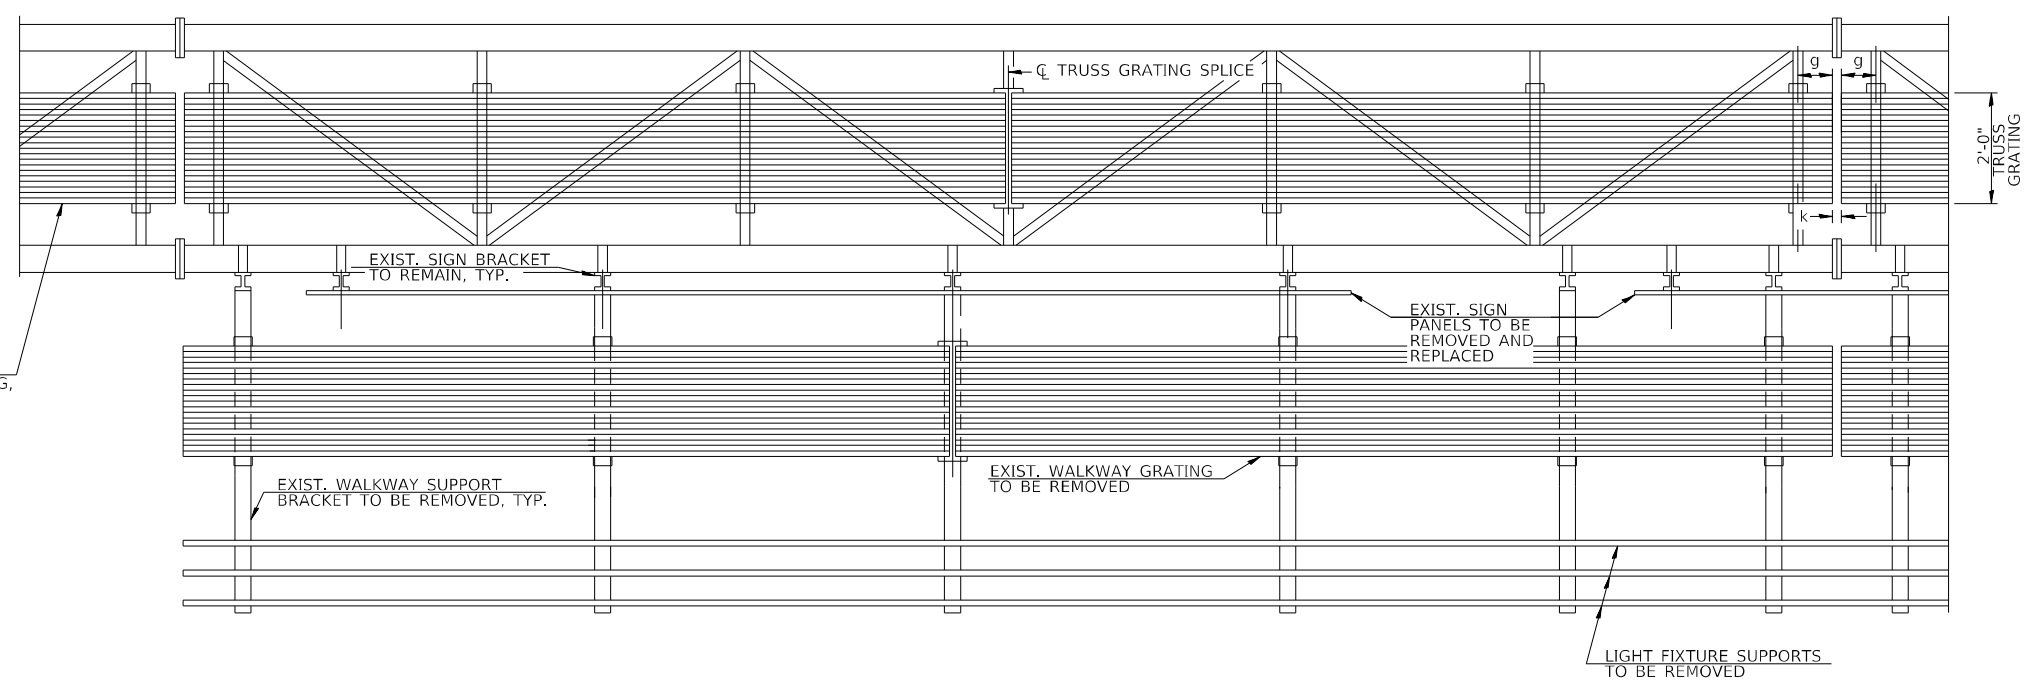 ℄ TRUSS GRATING SPLICE
g g
2'-0"
TRUSS
GRATING
k
EXIST. SIGN BRACKET
TO REMAIN, TYP.
EXIST. SIGN
PANELS TO BE
REMOVED AND
REPLACED
G,
EXIST. WALKWAY GRATING
TO BE REMOVED
EXIST. WALKWAY SUPPORT
BRACKET TO BE REMOVED, TYP.
LIGHT FIXTURE SUPPORTS
TO BE REMOVED